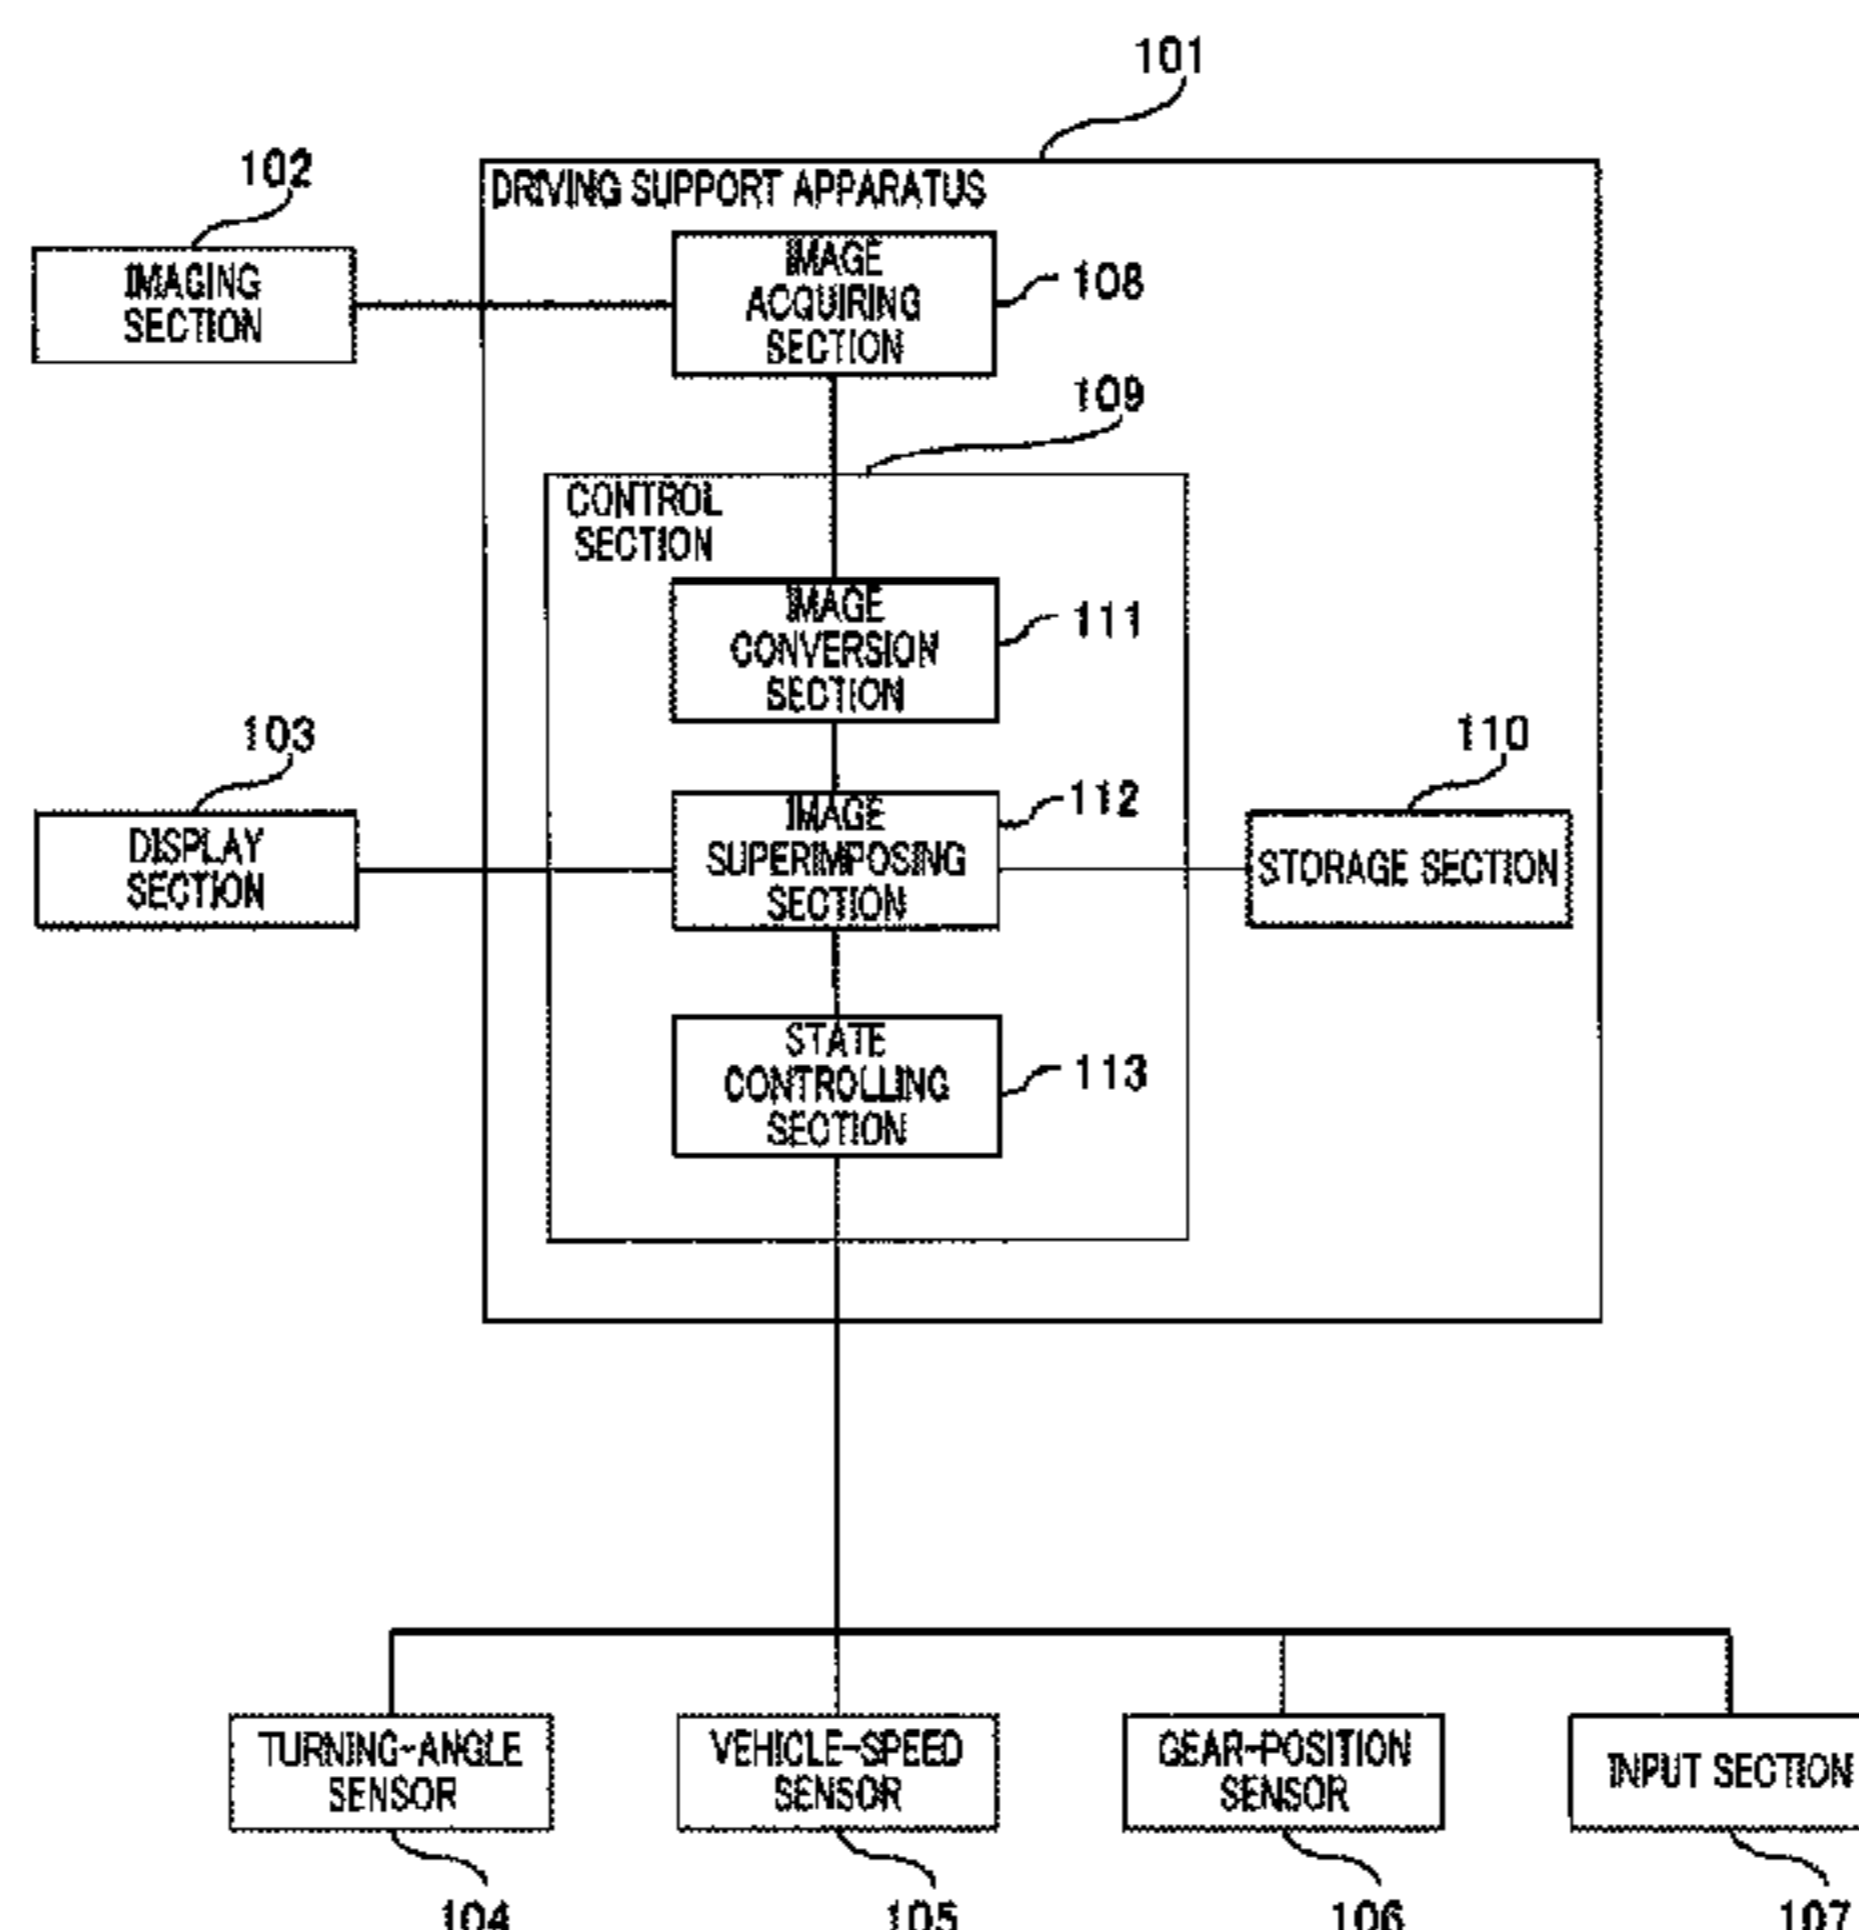 101
102
DRIVING SUPPORT APPARATUS
IMAGING
SECTION
IMAGE
ACQUIRING
SECTION
108
109
CONTROL
SECTION
IMAGE
CONVERSION
SECTION
111
103
110
112
DISPLAY
SECTION
IMAGE
SUPERIMPOSING
SECTION
STORAGE SECTION
STATE
CONTROLLING
SECTION
113
TURNING-ANGLE
SENSOR
VEHICLE-SPEED
SENSOR
GEAR-POSITION
SENSOR
INPUT SECTION
104
105
106
107